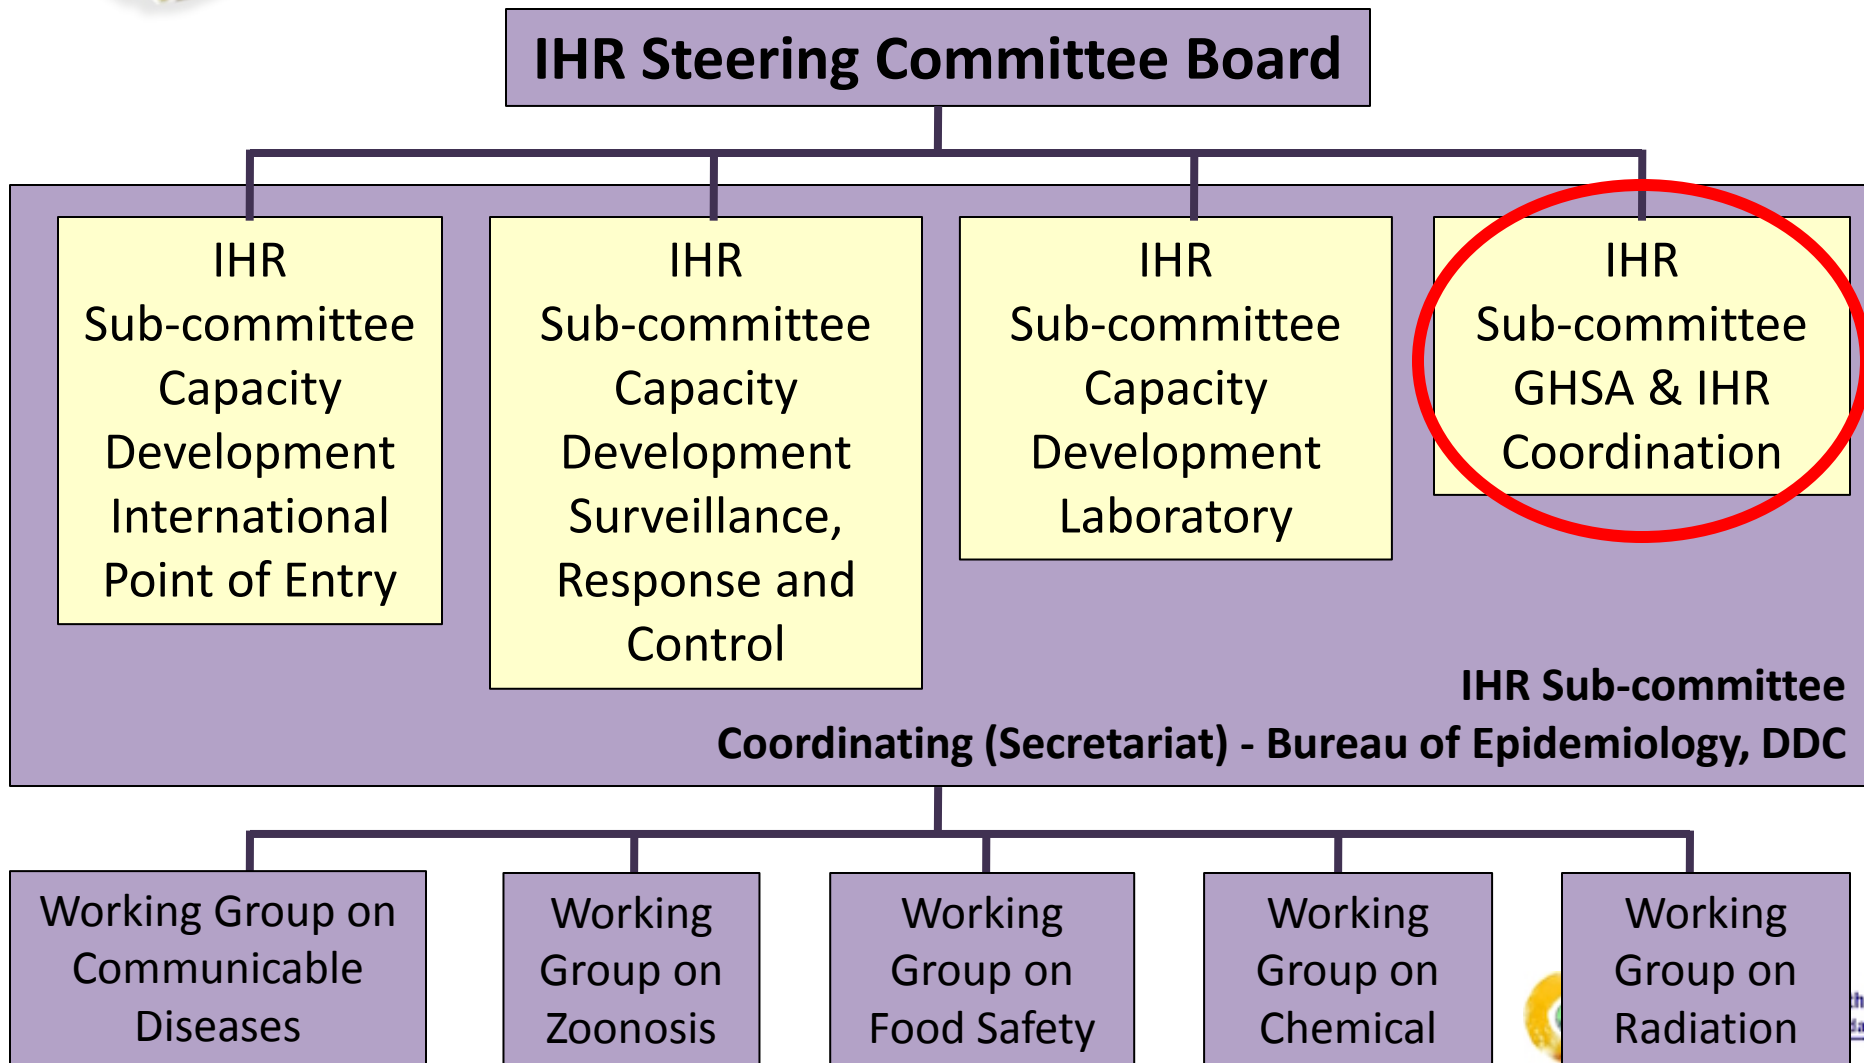 IHR Steering Committee Board
IHR
Sub-committee
Capacity
Development
International
Point of Entry
IHR
Sub-committee
Capacity
Development
Surveillance,
Response and
Control
IHR
Sub-committee
Capacity
Development
Laboratory
IHR
Sub-committee
GHSA & IHR
Coordination
IHR Sub-committee
Coordinating (Secretariat) - Bureau of Epidemiology, DDC
Working Group on
Communicable
Diseases
Working
Group on
Zoonosis
Working
Group on
Food Safety
Working
Group on
Chemical
Working
Group on
Radiation